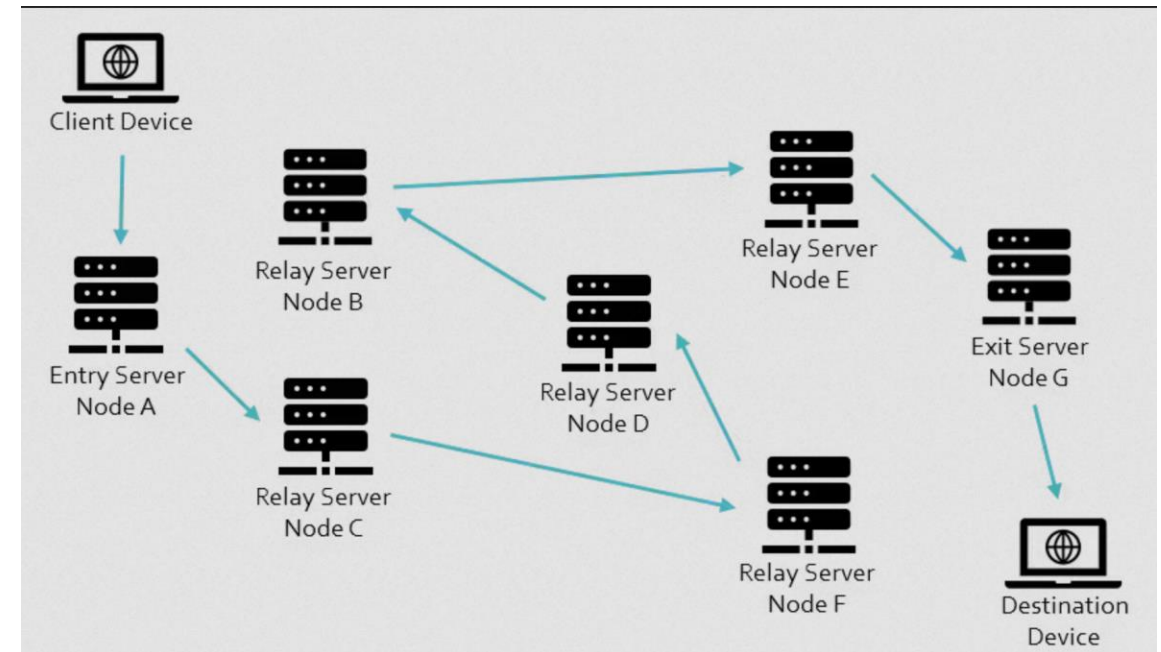 Client Device
Relay Server
Node B
Relay Server
Node E
Entry Server
Node A
Relay Server
Node D
Exit Server
Node G
Relay Server
Node C
Relay Server
Node F
Destination
Device